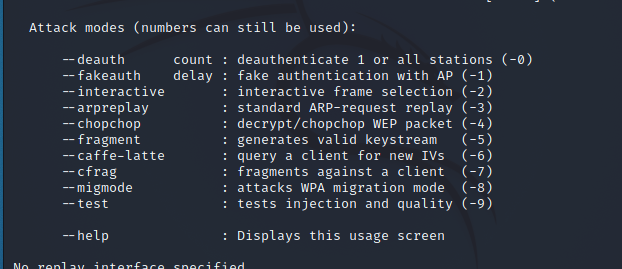 Attack modes (numbers can still be used):
--deauth count : deauthenticate 1 or all stations (-0)
--fakeauth delay : fake authentication with AP (-1)
--interactive : interactive frame selection (-2)
--arpreplay : standard ARP-request replay (-3)
--chopchop : decrypt/chopchop WEP packet (-4)
--fragment : generates valid keystream (-5)
--caffe-latte : query a client for new IVs (-6)
--cfrag : fragments against a client (-7)
--migmode : attacks WPA migration mode (-8)
--test : tests injection and quality (-9)
--help : Displays this usage screen
No replay interface specified.